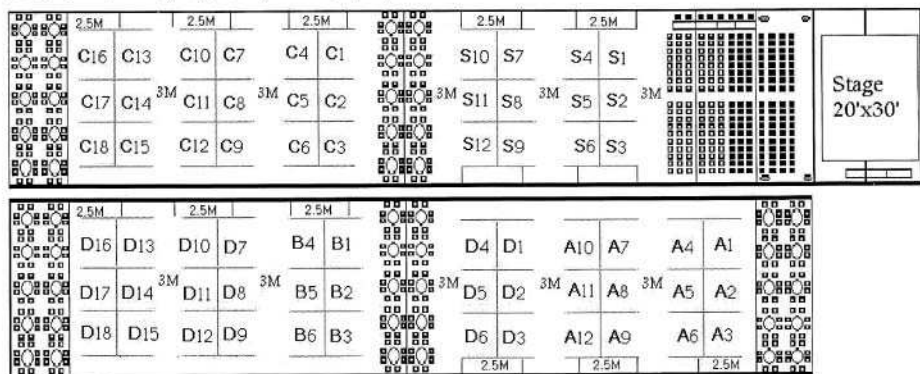 2.5M 2.5M 2.5M 2.5M 2.5M
C16 C13 C10 C7 C4 C1 S10 S7 S4 S1
3M 3M 3M 3M 3M
C17 C14 C11 C8 C5 C2 S11 S8 S5 S2
C18 C15 C12 C9 C6 C3 S12 S9 S6 S3
Stage
20'x30'
2.5M 2.5M 2.5M
D16 D13 D10 D7 B4 B1 D4 D1 A10 A7 A4 A1
3M 3M 3M 3M 3M
D17 D14 D11 D8 B5 B2 D5 D2 A11 A8 A5 A2
D18 D15 D12 D9 B6 B3 D6 D3 A12 A9 A6 A3
2.5M 2.5M 2.5M